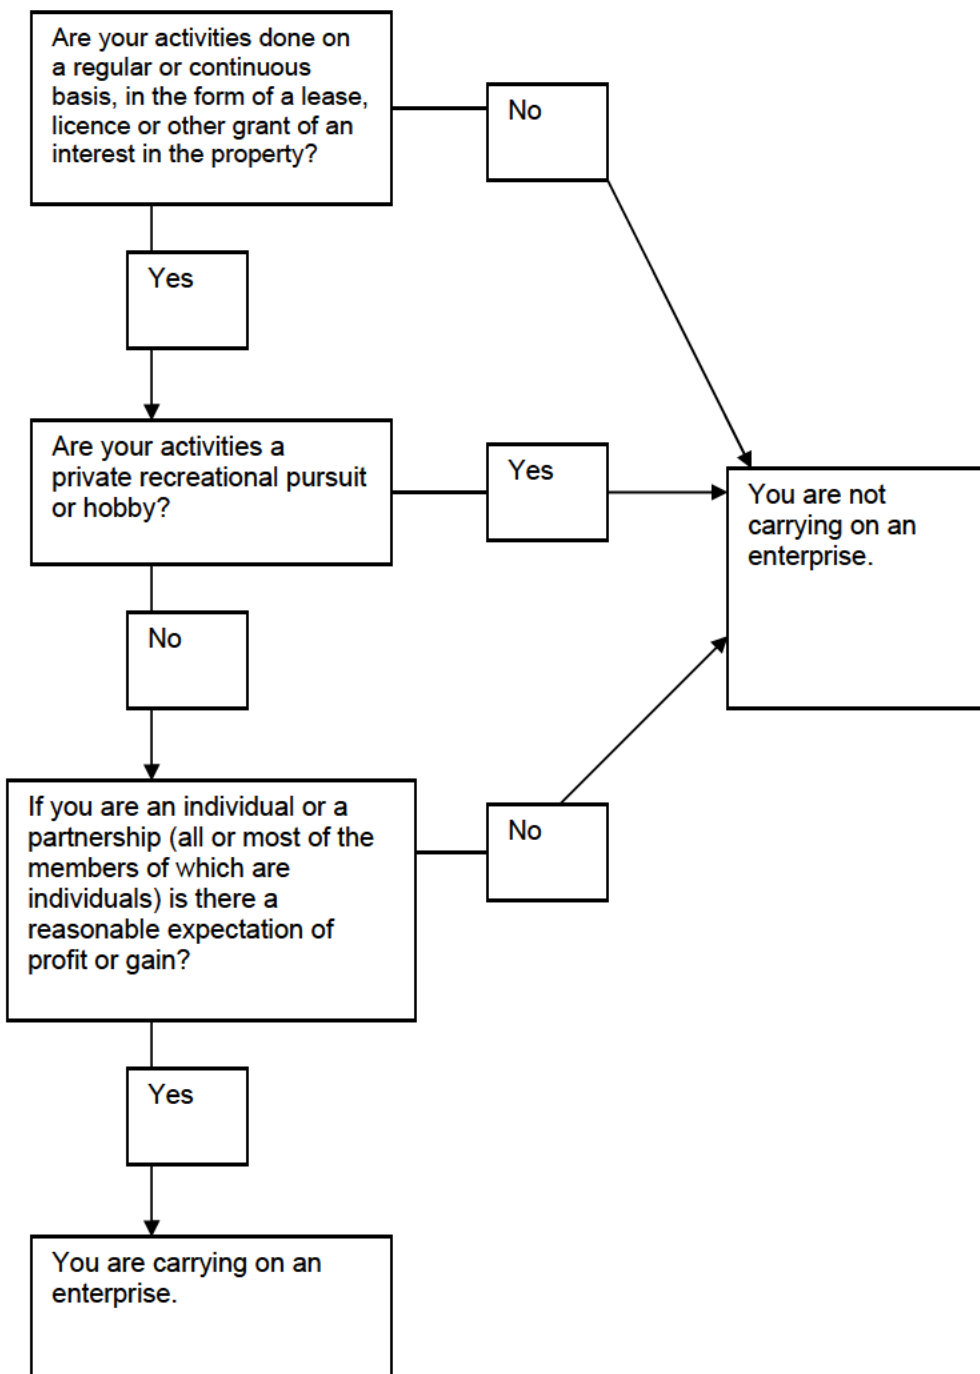 Are your activities done on
a regular or continuous
basis, in the form of a lease,
licence or other grant of an
interest in the property?
No
Yes
Are your activities a
private recreational pursuit
or hobby?
Yes
You are not
carrying on an
enterprise.
No
If you are an individual or a
partnership (all or most of the
members of which are
individuals) is there a
reasonable expectation of
profit or gain?
No
Yes
You are carrying on an
enterprise.